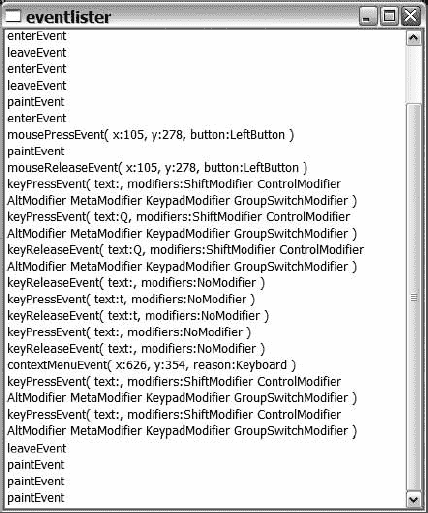 eventlister
enterEvent
leaveEvent
enterEvent
leaveEvent
paintEvent
enterEvent
mousePressEvent( x:105, y:278, button:LeftButton )
paintEvent
mouseReleaseEvent( x:105, y:278, button:LeftButton )
keyPressEvent( text:, modifiers:ShiftModifier ControlModifier
AltModifier MetaModifier KeypadModifier GroupSwitchModifier )
keyPressEvent( text:Q, modifiers:ShiftModifier ControlModifier
AltModifier MetaModifier KeypadModifier GroupSwitchModifier )
keyReleaseEvent( text:Q, modifiers:ShiftModifier ControlModifier
AltModifier MetaModifier KeypadModifier GroupSwitchModifier )
keyReleaseEvent( text:, modifiers:NoModifier )
keyPressEvent( text:t, modifiers:NoModifier )
keyReleaseEvent( text:t, modifiers:NoModifier )
keyPressEvent( text:, modifiers:NoModifier )
keyReleaseEvent( text:, modifiers:NoModifier )
contextMenuEvent( x:626, y:354, reason:Keyboard )
keyPressEvent( text:, modifiers:ShiftModifier ControlModifier
AltModifier MetaModifier KeypadModifier GroupSwitchModifier )
keyPressEvent( text:, modifiers:ShiftModifier ControlModifier
AltModifier MetaModifier KeypadModifier GroupSwitchModifier )
leaveEvent
paintEvent
paintEvent
paintEvent